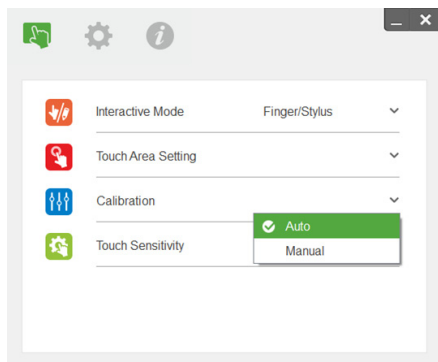 Interactive Mode Finger/Stylus
Touch Area Setting
Calibration
Auto
Touch Sensitivity
Manual